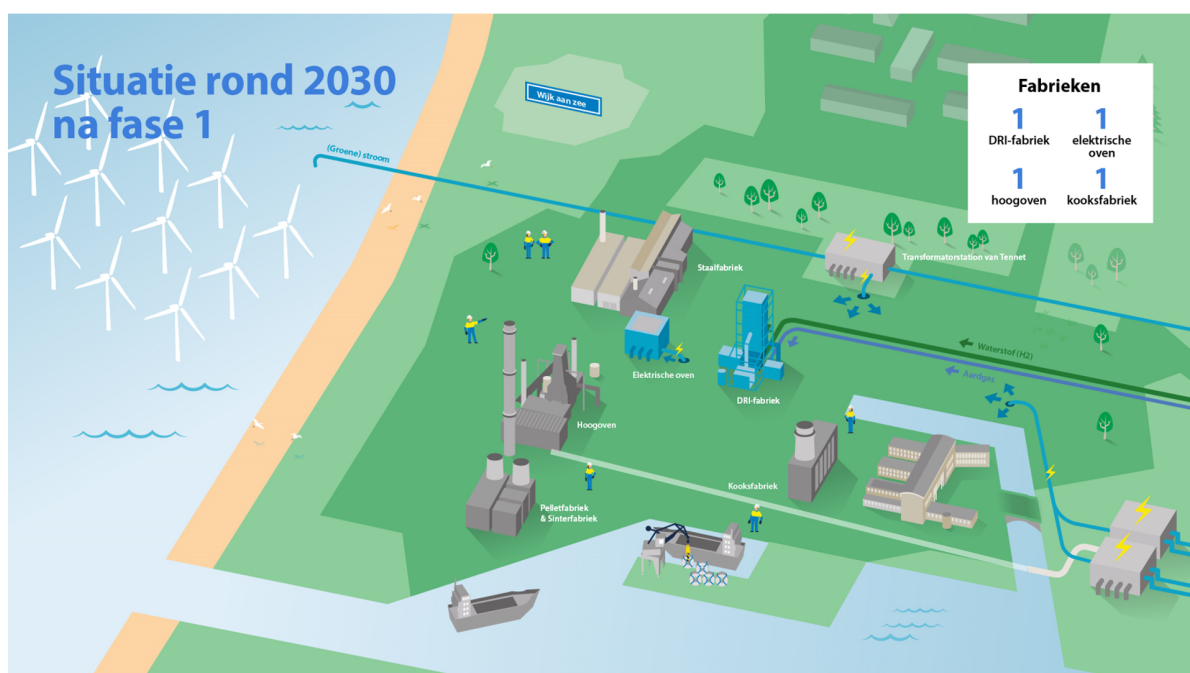 Situatie rond 2030
na fase 1
Wijk aan zee
Fabrieken
1
DRI-fabriek
1
elektrische
oven
1
hoogoven
1
kooksfabriek
(Groene) stroom
Transformatorstation van Tennet
Staalfabriek
Waterstof (H2)
Aardgas
Elektrische oven
DRI-fabriek
Hoogoven
Kooksfabriek
Pelletfabriek
& Sinterfabriek